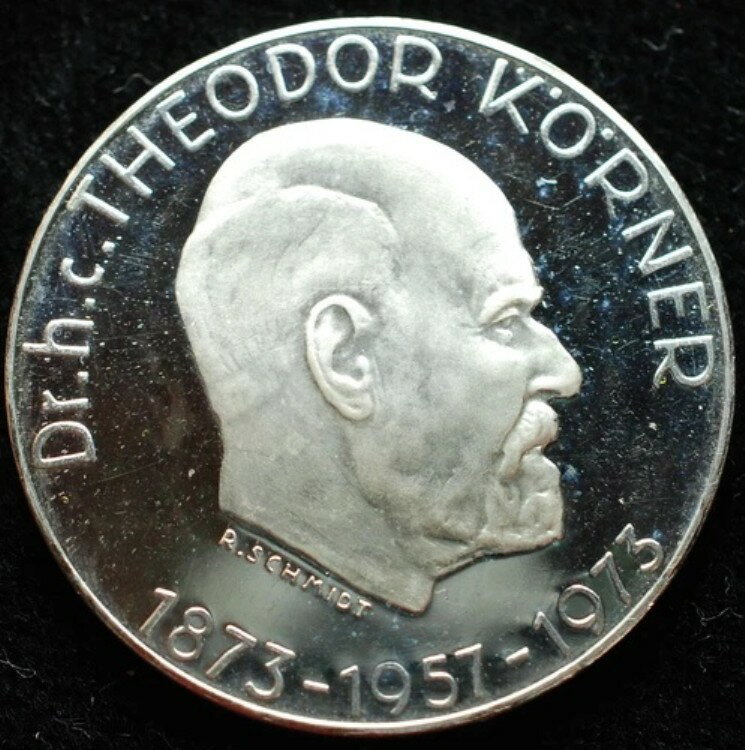 Dr.h.c. THEODOR KÖRNER
R.SCHMIDT
1873-1957-1973